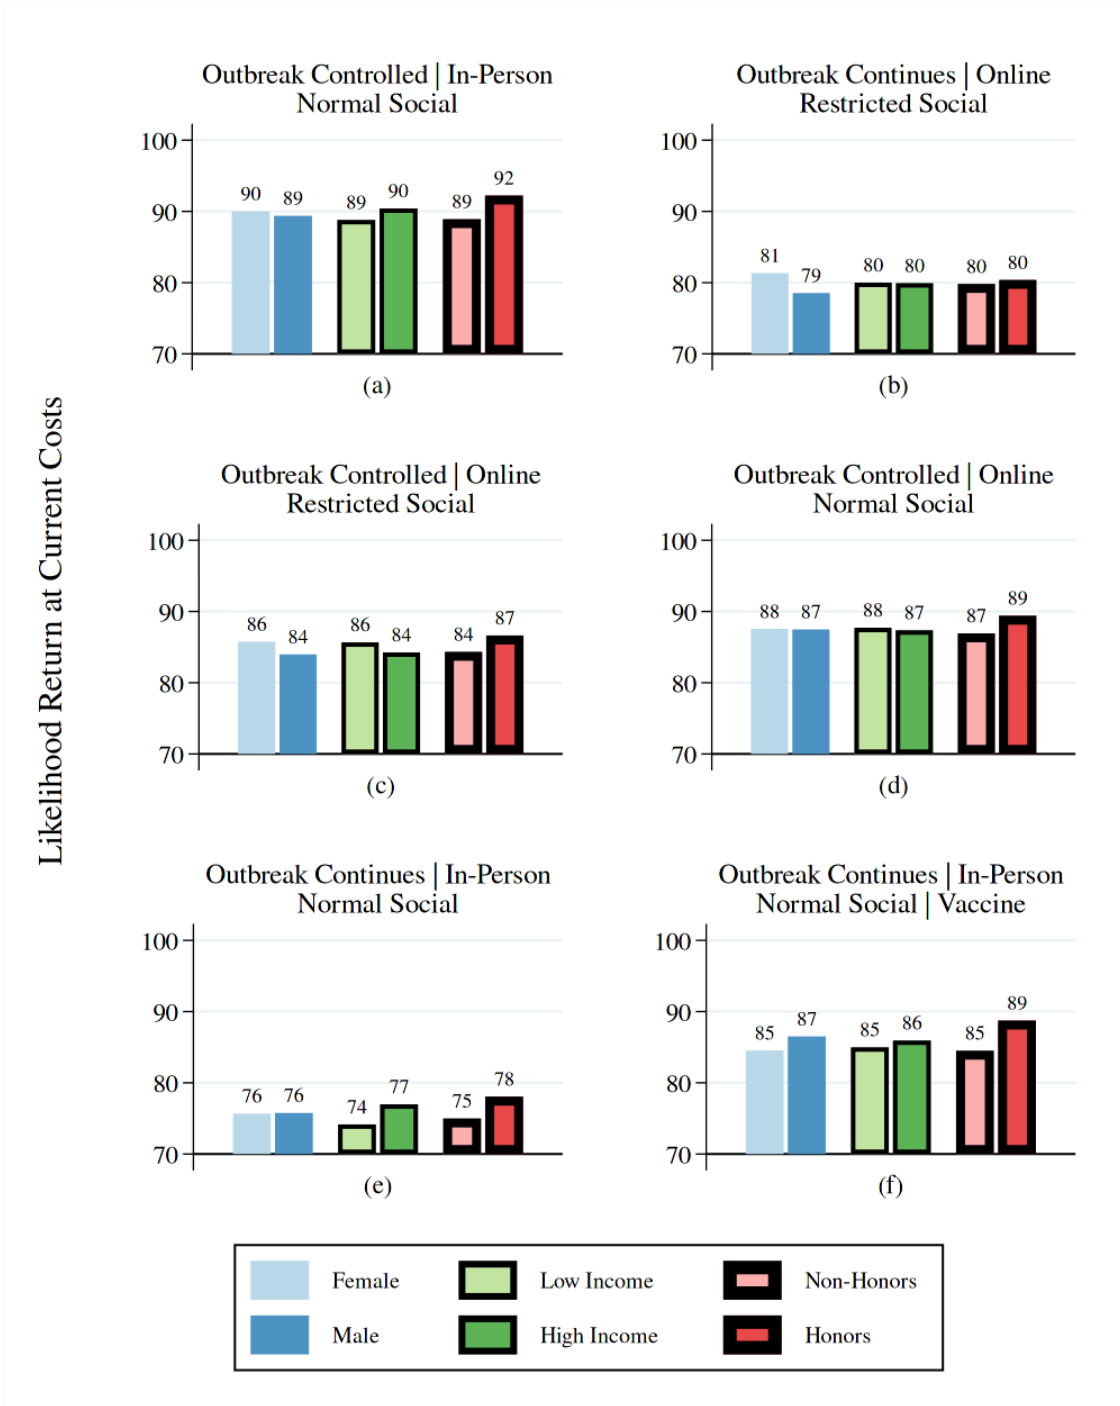 Outbreak Controlled | In-Person
Normal Social
100
90
80
70
90
89
89
90
89
92
(a)
Outbreak Continues | Online
Restricted Social
100
90
80
70
81
79
80
80
80
80
(b)
Likelihood Return at Current Costs
Outbreak Controlled | Online
Restricted Social
100
90
80
70
86
84
86
84
84
87
(c)
Outbreak Controlled | Online
Normal Social
100
90
80
70
88
87
88
87
87
89
(d)
Outbreak Continues | In-Person
Normal Social
100
90
80
70
76
76
74
77
75
78
(e)
Outbreak Continues | In-Person
Normal Social | Vaccine
100
90
80
70
85
87
85
86
85
89
(f)
Female
Low Income
Non-Honors
Male
High Income
Honors